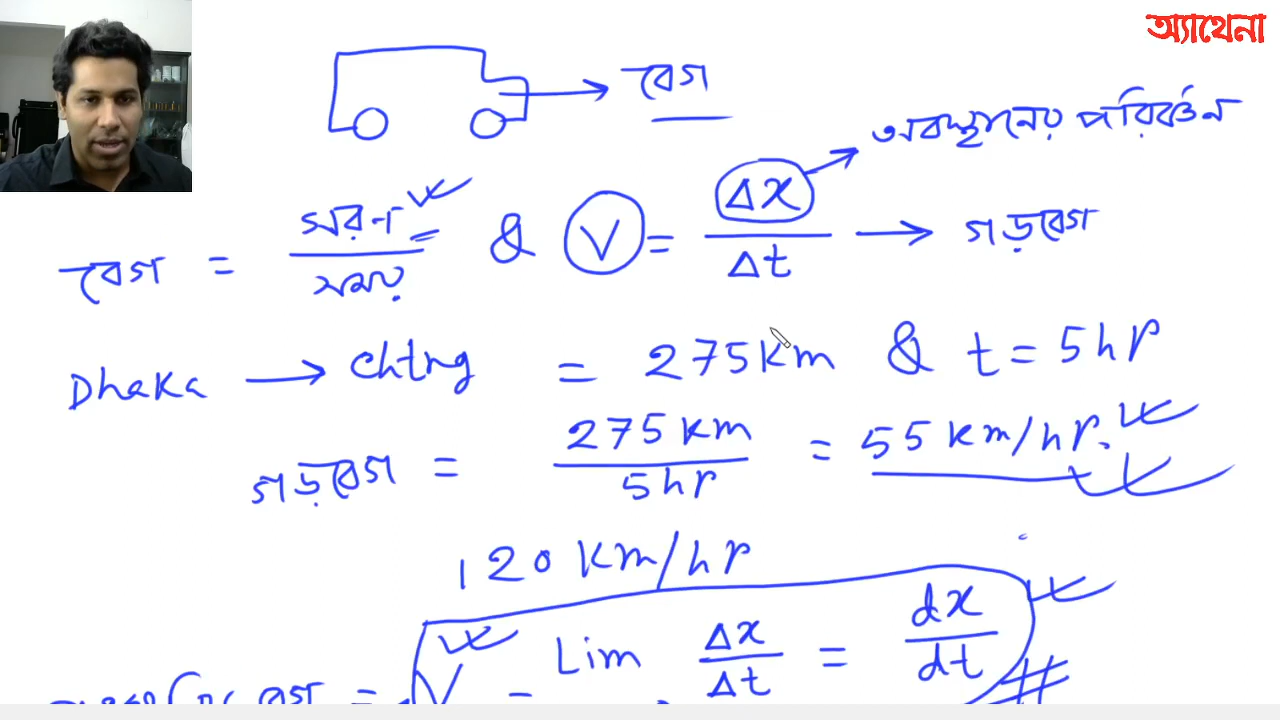 অ্যাথেনা
বেগ
অবস্থানের পরিবর্তন
বেগ = সরণ / সময় & V = Δx / Δt → গড়বেগ
Dhaka → Chtng = 275 km & t = 5 hr
গড়বেগ = 275 km / 5 hr = 55 km/hr.
120 km/hr
বেগ = V = Lim Δx / Δt = dx / dt